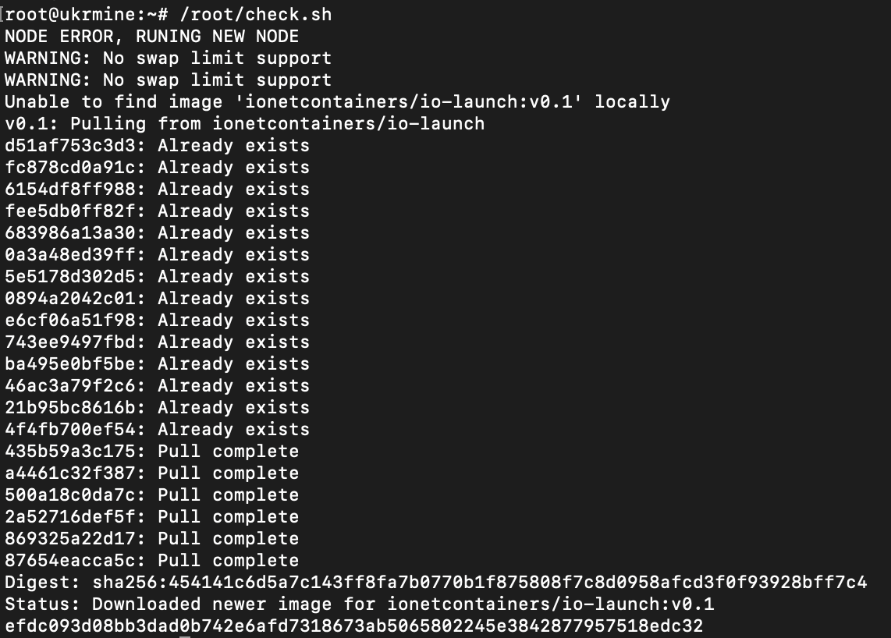 [root@ukrmine:~# /root/check.sh
NODE ERROR, RUNING NEW NODE
WARNING: No swap limit support
WARNING: No swap limit support
Unable to find image 'ionetcontainers/io-launch:v0.1' locally
v0.1: Pulling from ionetcontainers/io-launch
d51af753c3d3: Already exists
fc878cd0a91c: Already exists
6154df8ff988: Already exists
fee5db0ff82f: Already exists
683986a13a30: Already exists
0a3a48ed39ff: Already exists
5e5178d302d5: Already exists
0894a2042c01: Already exists
e6cf06a51f98: Already exists
743ee9497fbd: Already exists
ba495e0bf5be: Already exists
46ac3a79f2c6: Already exists
21b95bc8616b: Already exists
4f4fb700ef54: Already exists
435b59a3c175: Pull complete
a4461c32f387: Pull complete
500a18c0da7c: Pull complete
2a52716def5f: Pull complete
869325a22d17: Pull complete
87654eacca5c: Pull complete
Digest: sha256:454141c6d5a7c143ff8fa7b0770b1f875808f7c8d0958afcd3f0f93928bff7c4
Status: Downloaded newer image for ionetcontainers/io-launch:v0.1
efdc093d08bb3dad0b742e6afd7318673ab5065802245e3842877957518edc32